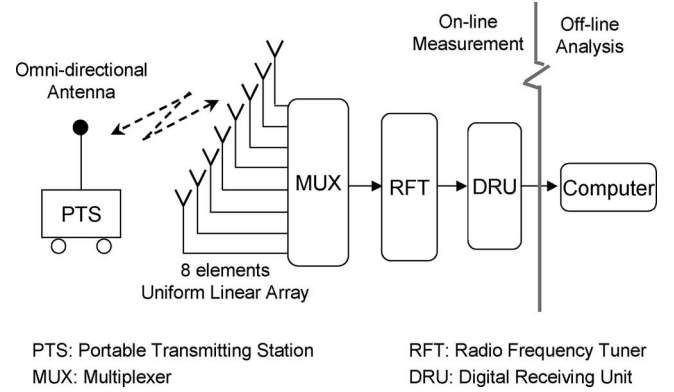 On-line
Measurement
Off-line
Analysis
Omni-directional
Antenna
PTS
MUX
RFT
DRU
Computer
8 elements
Uniform Linear Array
PTS: Portable Transmitting Station
RFT: Radio Frequency Tuner
MUX: Multiplexer
DRU: Digital Receiving Unit